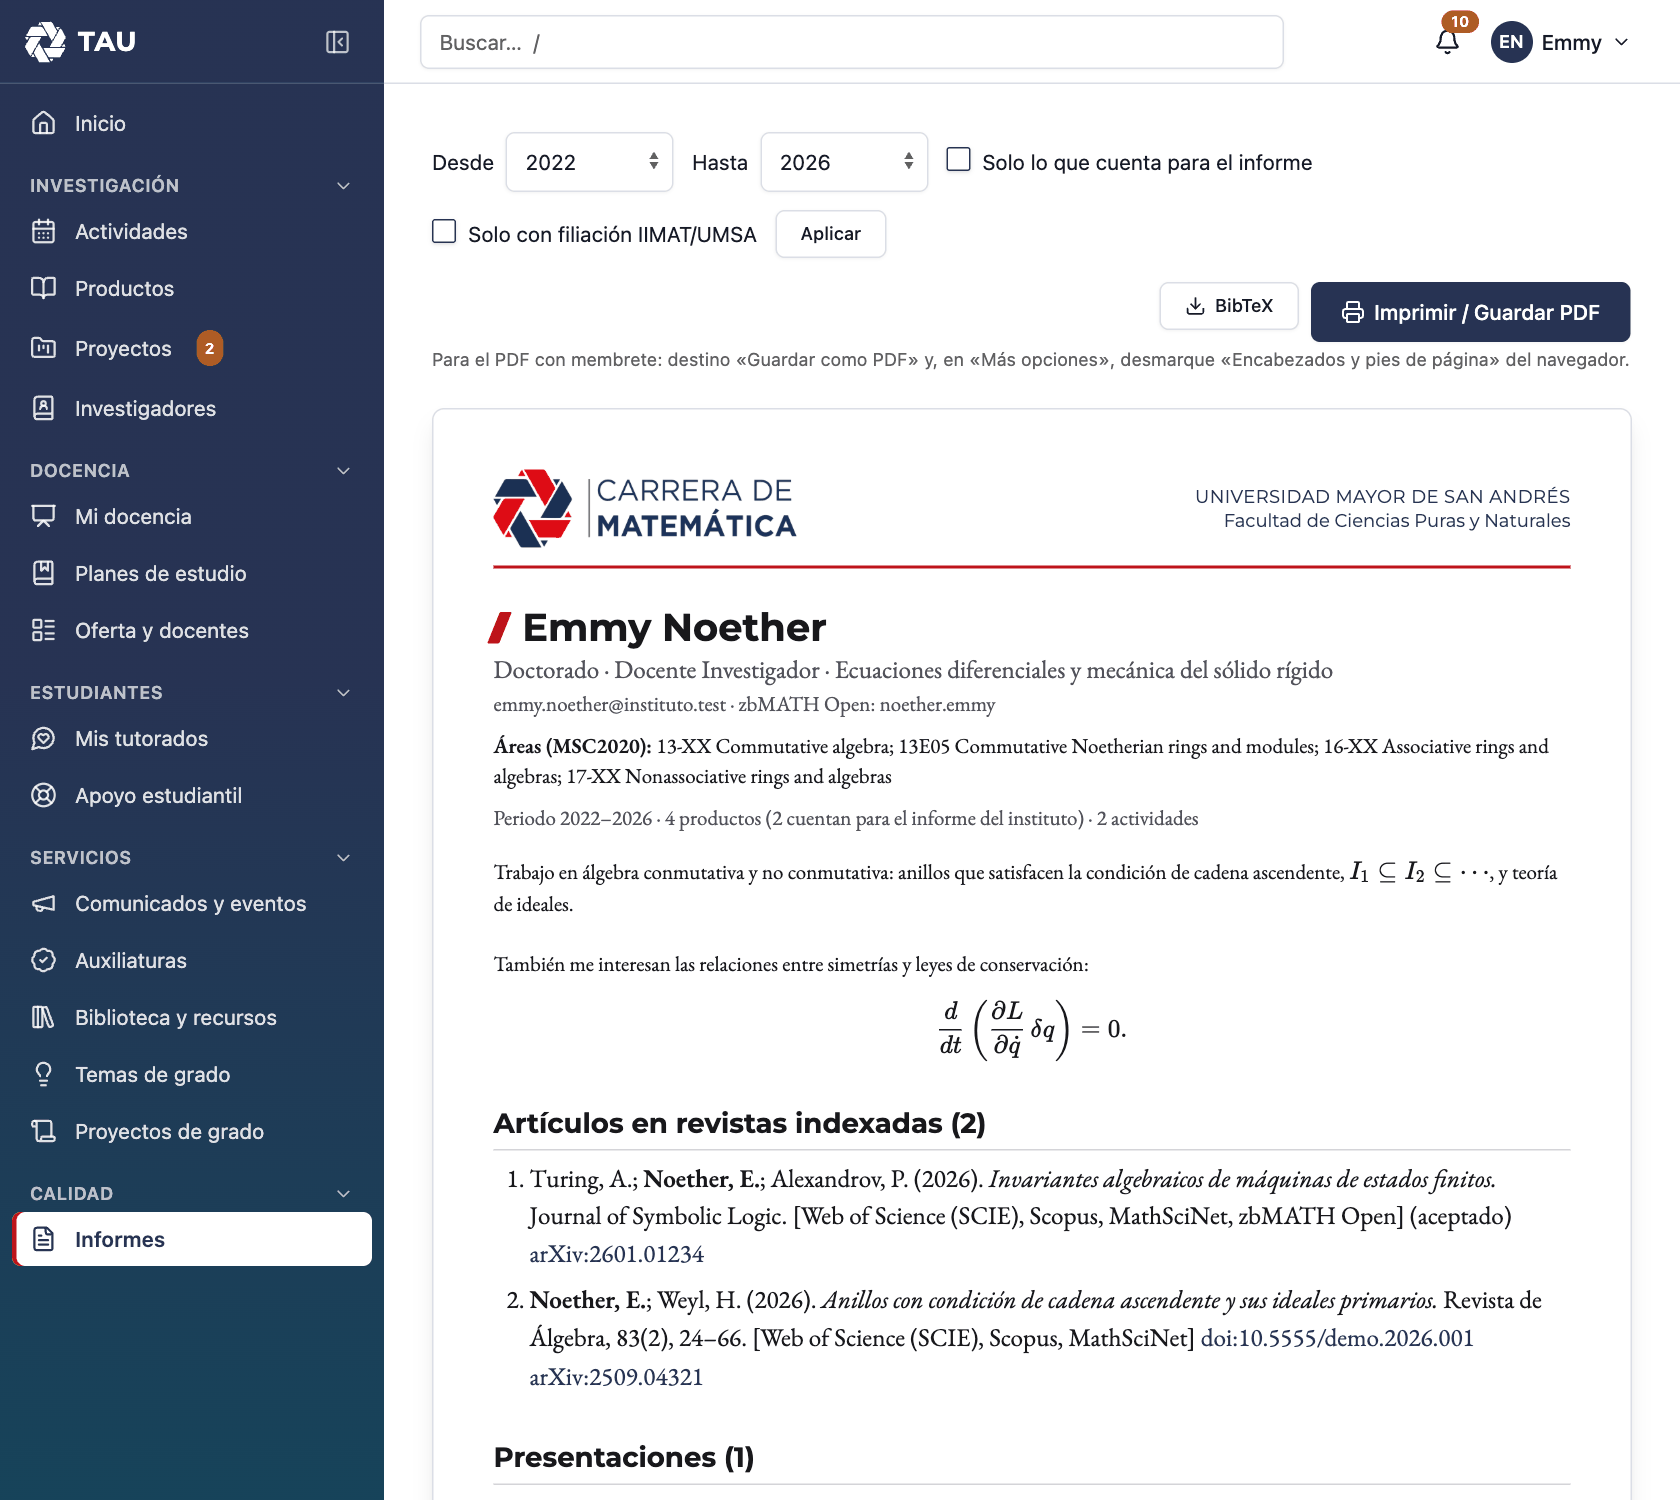 TAU
Buscar... /
10
EN Emmy
Inicio
INVESTIGACIÓN
Actividades
Productos
Proyectos 2
Investigadores
DOCENCIA
Mi docencia
Planes de estudio
Oferta y docentes
ESTUDIANTES
Mis tutorados
Apoyo estudiantil
SERVICIOS
Comunicados y eventos
Auxiliaturas
Biblioteca y recursos
Temas de grado
Proyectos de grado
CALIDAD
Informes
Desde 2022 Hasta 2026 Solo lo que cuenta para el informe
Solo con filiación IIMAT/UMSA Aplicar
BibTeX Imprimir / Guardar PDF
Para el PDF con membrete: destino «Guardar como PDF» y, en «Más opciones», desmarque «Encabezados y pies de página» del navegador.
CARRERA DE
MATEMÁTICA
UNIVERSIDAD MAYOR DE SAN ANDRÉS
Facultad de Ciencias Puras y Naturales
Emmy Noether
Doctorado · Docente Investigador · Ecuaciones diferenciales y mecánica del sólido rígido
emmy.noether@instituto.test · zbMATH Open: noether.emmy
Áreas (MSC2020): 13-XX Commutative algebra; 13E05 Commutative Noetherian rings and modules; 16-XX Associative rings and
algebras; 17-XX Nonassociative rings and algebras
Periodo 2022–2026 · 4 productos (2 cuentan para el informe del instituto) · 2 actividades
Trabajo en álgebra conmutativa y no conmutativa: anillos que satisfacen la condición de cadena ascendente, I₁ ⊆ I₂ ⊆ ⋯, y teoría
de ideales.
También me interesan las relaciones entre simetrías y leyes de conservación:
d/dt (∂L/∂q̇ δq) = 0.
Artículos en revistas indexadas (2)
1. Turing, A.; Noether, E.; Alexandrov, P. (2026). Invariantes algebraicos de máquinas de estados finitos.
Journal of Symbolic Logic. [Web of Science (SCIE), Scopus, MathSciNet, zbMATH Open] (aceptado)
arXiv:2601.01234
2. Noether, E.; Weyl, H. (2026). Anillos con condición de cadena ascendente y sus ideales primarios. Revista de
Álgebra, 83(2), 24–66. [Web of Science (SCIE), Scopus, MathSciNet] doi:10.5555/demo.2026.001
arXiv:2509.04321
Presentaciones (1)